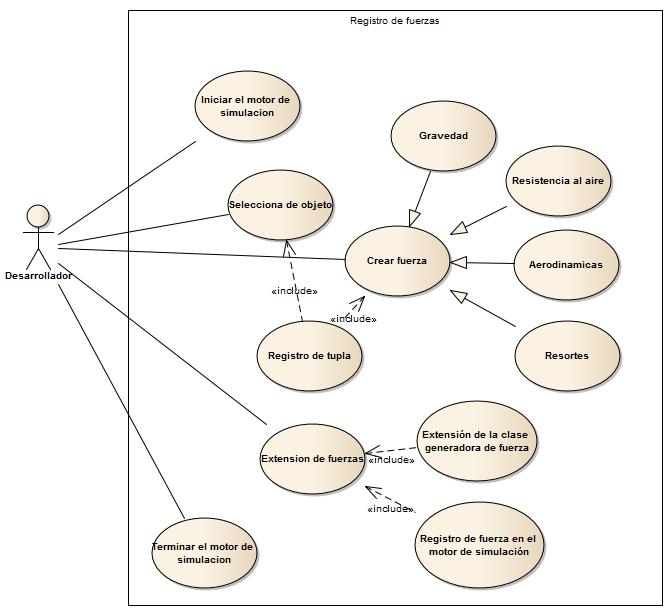 Registro de fuerzas
Iniciar el motor de
simulacion
Gravedad
Resistencia al aire
Selecciona de objeto
Desarrollador
Crear fuerza
Aerodinamicas
«include»
«include»
Registro de tupla
Resortes
Extension de fuerzas
Extensión de la clase
generadora de fuerza
«include»
«include»
Registro de fuerza en el
motor de simulación
Terminar el motor de
simulacion